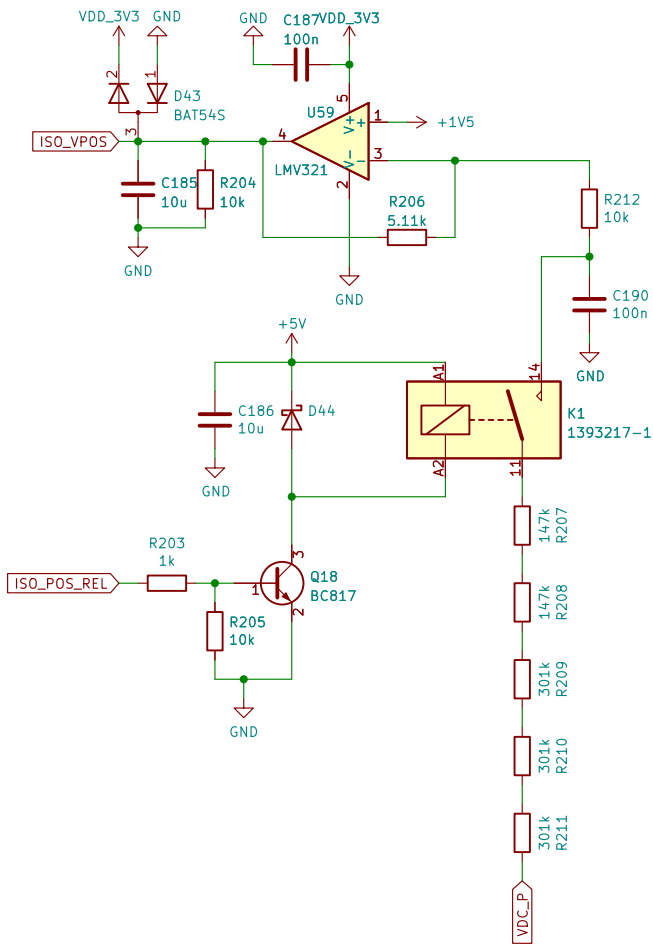 VDD_3V3
GND
GND
C187
100n
VDD_3V3
2
1
D43
BAT54S
3
ISO_VPOS
C185
10u
R204
10k
GND
U59
LMV321
5
V+
+
1
+1V5
4
V-
-
3
2
R206
5.11k
GND
R212
10k
C190
100n
GND
+5V
C186
10u
GND
D44
A1
14
K1
1393217-1
A2
11
147k
R207
R203
1k
ISO_POS_REL
1
3
Q18
BC817
2
R205
10k
GND
147k
R208
301k
R209
301k
R210
301k
R211
VDC_P